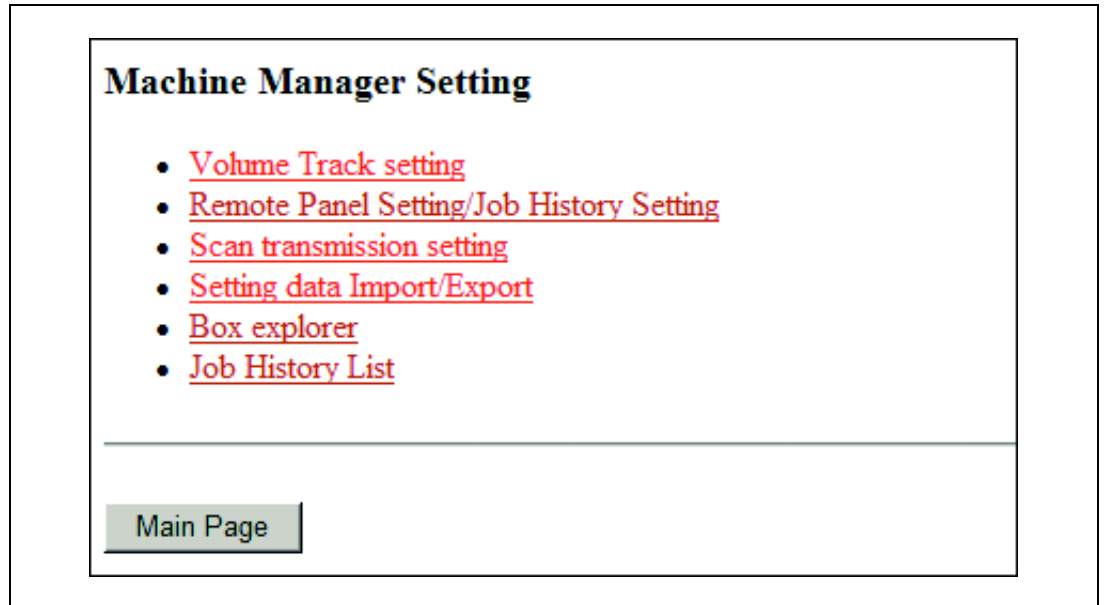 Machine Manager Setting
Volume Track setting
Remote Panel Setting/Job History Setting
Scan transmission setting
Setting data Import/Export
Box explorer
Job History List
Main Page